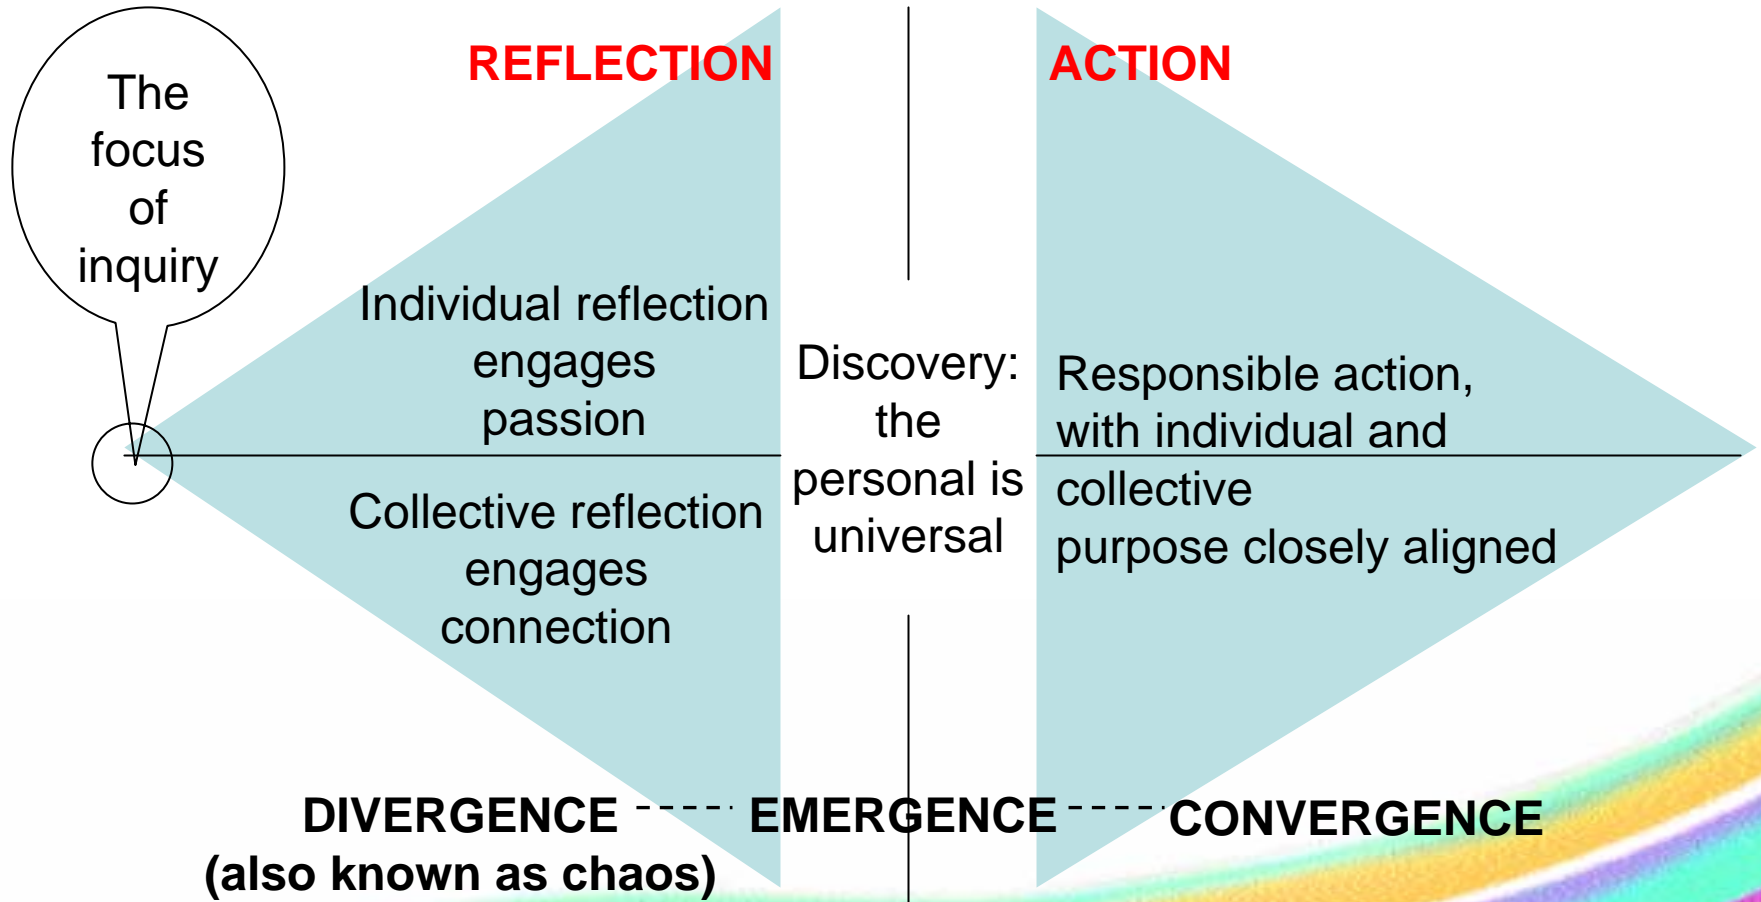 The
focus
of
inquiry
REFLECTION
ACTION
Individual reflection
engages
passion
Collective reflection
engages
connection
Discovery:
the
personal is
universal
Responsible action,
with individual and
collective
purpose closely aligned
DIVERGENCE ----- EMERGENCE ----- CONVERGENCE
(also known as chaos)